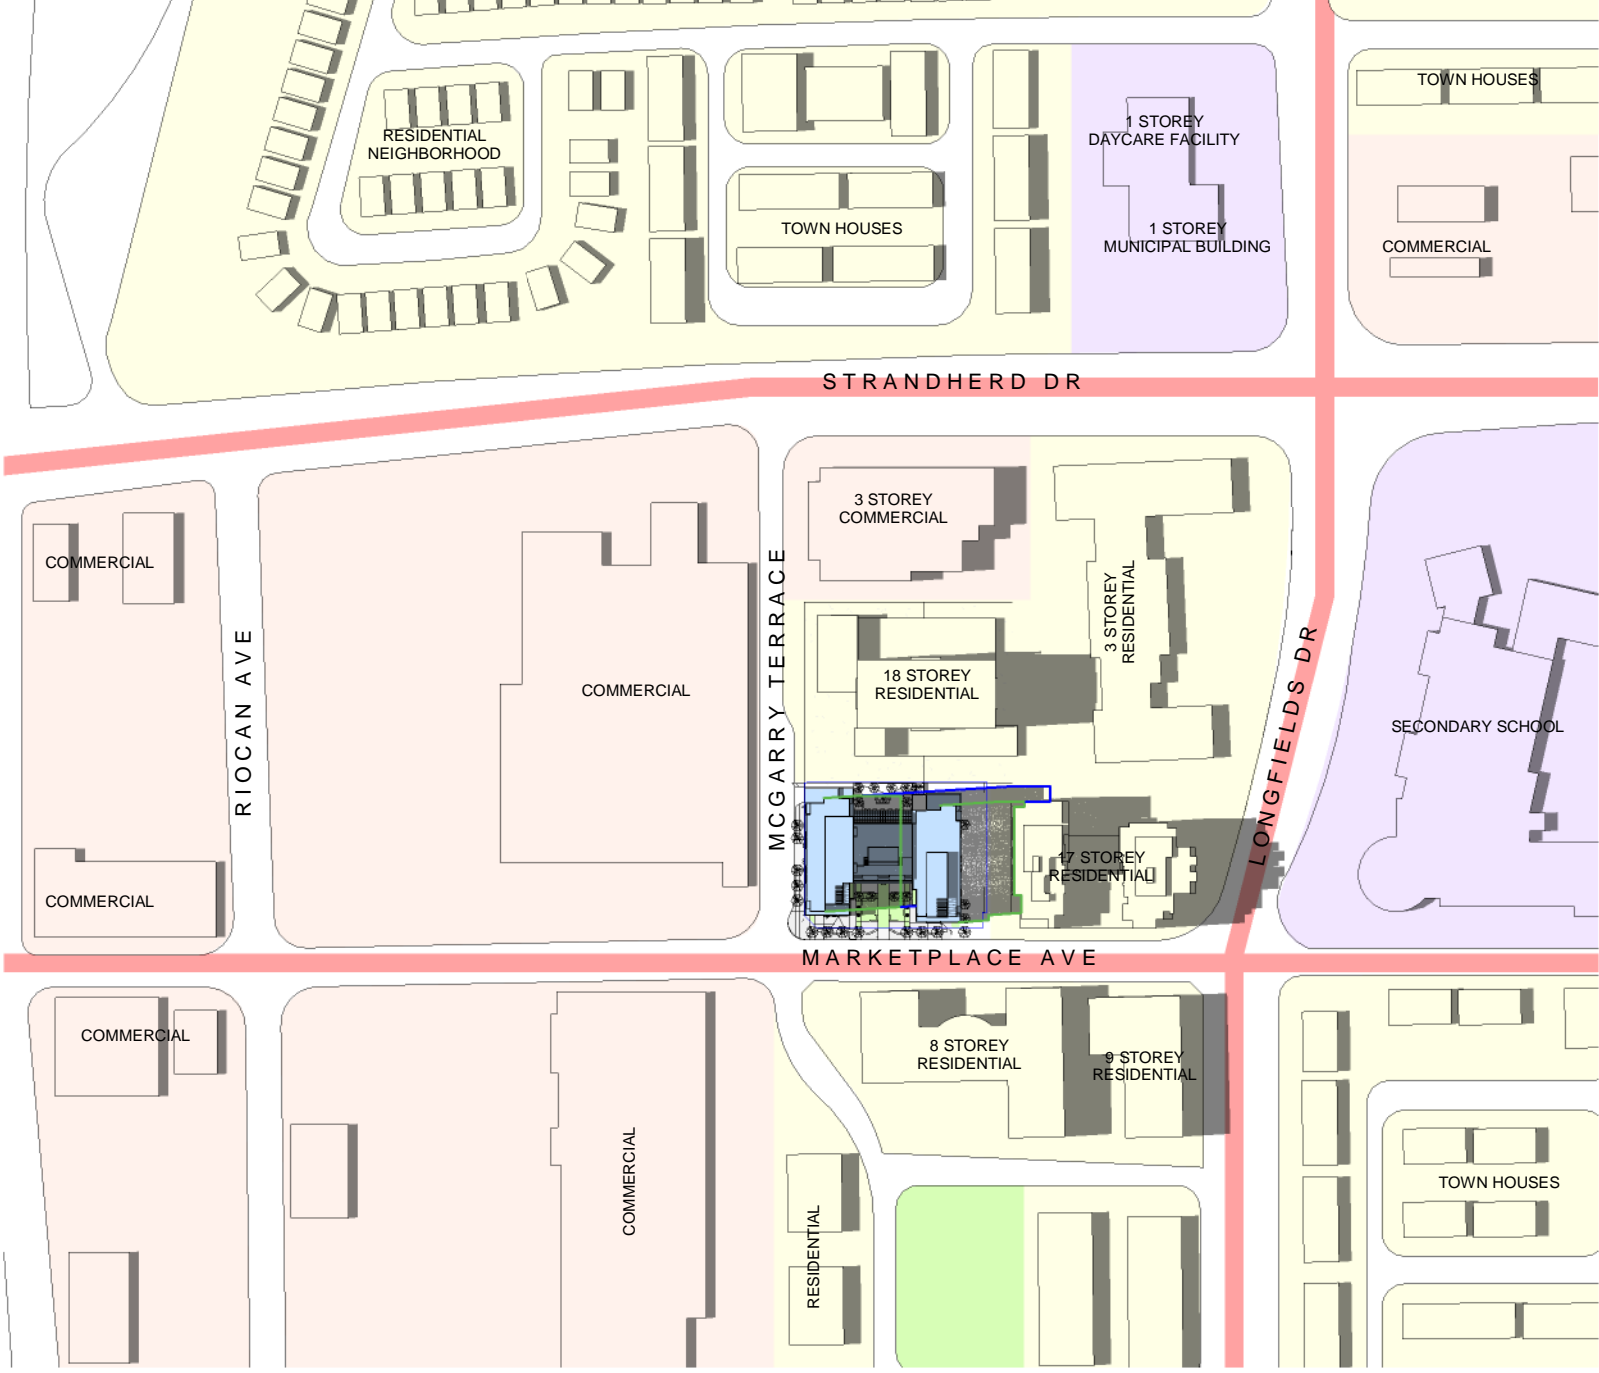 TOWN HOUSES
1 STOREY
DAYCARE FACILITY
RESIDENTIAL
NEIGHBORHOOD
TOWN HOUSES
1 STOREY
MUNICIPAL BUILDING
COMMERCIAL
STRANDHERD DR
3 STOREY
COMMERCIAL
COMMERCIAL
MCGARRY TERRACE
3 STOREY
RESIDENTIAL
RIOCAN AVE
COMMERCIAL
18 STOREY
RESIDENTIAL
LONGFIELDS DR
SECONDARY SCHOOL
17 STOREY
RESIDENTIAL
COMMERCIAL
MARKETPLACE AVE
COMMERCIAL
8 STOREY
RESIDENTIAL
9 STOREY
RESIDENTIAL
COMMERCIAL
TOWN HOUSES
RESIDENTIAL